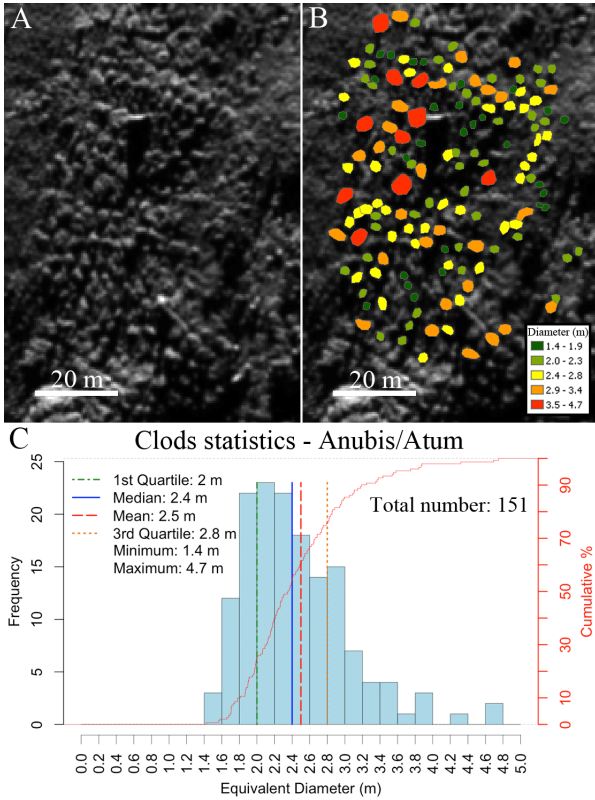 A
B
20 m
20 m
Diameter (m)
1.4 - 1.9
2.0 - 2.3
2.4 - 2.8
2.9 - 3.4
3.5 - 4.7
C
Clods statistics - Anubis/Atum
1st Quartile: 2 m
Median: 2.4 m
Mean: 2.5 m
3rd Quartile: 2.8 m
Minimum: 1.4 m
Maximum: 4.7 m
Total number: 151
Frequency
25
20
15
10
5
0
Cumulative %
90
70
50
30
20
10
0
0.0 0.2 0.4 0.6 0.8 1.0 1.2 1.4 1.6 1.8 2.0 2.2 2.4 2.6 2.8 3.0 3.2 3.4 3.6 3.8 4.0 4.2 4.4 4.6 4.8 5.0
Equivalent Diameter (m)